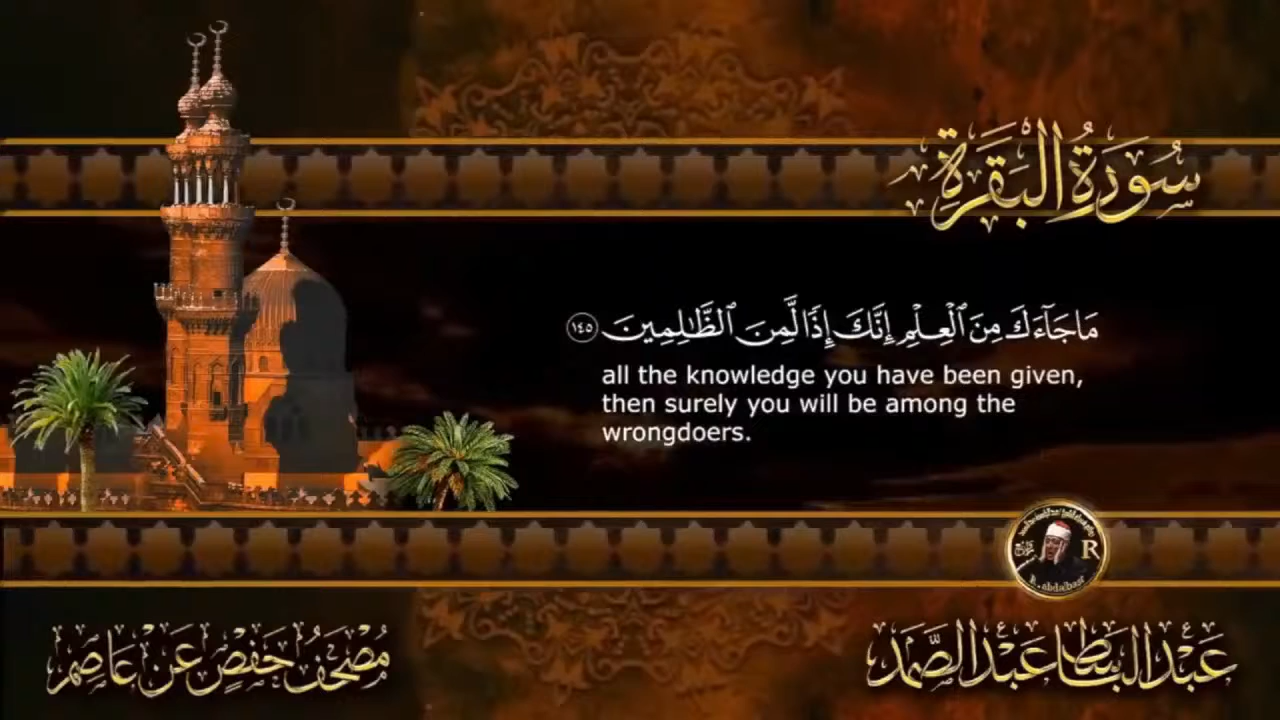 سُورَةُ البَقَرَةِ
مَا جَآءَكَ مِنَ ٱلْعِلْمِ إِنَّكَ إِذًا لَّمِنَ ٱلظَّـٰلِمِينَ ١٤٥
all the knowledge you have been given,
then surely you will be among the
wrongdoers.
R
عَبْدُ البَاسِط عَبْدُ الصَّمَد
مُصْحَفُ حَفْصٍ عَنْ عَاصِمٍ